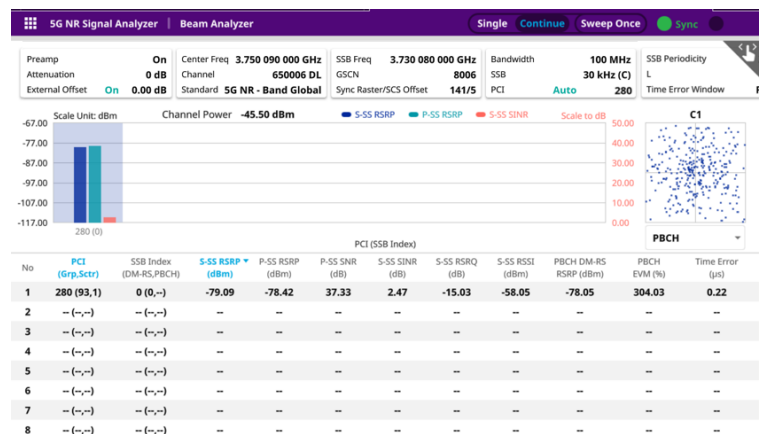 5G NR Signal Analyzer | Beam Analyzer Single Continue Sweep Once Sync
Preamp On Center Freq 3.750 090 000 GHz SSB Freq 3.730 080 000 GHz Bandwidth 100 MHz SSB Periodicity
Attenuation 0 dB Channel 650006 DL GSCN 8006 SSB 30 kHz (C) L
External Offset On 0.00 dB Standard 5G NR - Band Global Sync Raster/SCS Offset 141/5 PCI Auto 280 Time Error Window
Scale Unit: dBm Channel Power -45.50 dBm S-SS RSRP P-SS RSRP S-SS SINR Scale to dB C1
-67.00 50.00
-77.00 40.00
-87.00 30.00
-97.00 20.00
-107.00 10.00
-117.00 0.00
280 (0)
PCI (SSB Index)
PBCH
No PCI (Grp,Sctr) SSB Index (DM-RS,PBCH) S-SS RSRP (dBm) P-SS RSRP (dBm) P-SS SNR (dB) S-SS SINR (dB) S-SS RSRQ (dB) S-SS RSSI (dBm) PBCH DM-RS RSRP (dBm) PBCH EVM (%) Time Error (μs)
1 280 (93,1) 0 (0,--) -79.09 -78.42 37.33 2.47 -15.03 -58.05 -78.05 304.03 0.22
2 -- (--,--) -- (--,--) -- -- -- -- -- -- -- -- --
3 -- (--,--) -- (--,--) -- -- -- -- -- -- -- -- --
4 -- (--,--) -- (--,--) -- -- -- -- -- -- -- -- --
5 -- (--,--) -- (--,--) -- -- -- -- -- -- -- -- --
6 -- (--,--) -- (--,--) -- -- -- -- -- -- -- -- --
7 -- (--,--) -- (--,--) -- -- -- -- -- -- -- -- --
8 -- (--,--) -- (--,--) -- -- -- -- -- -- -- -- --